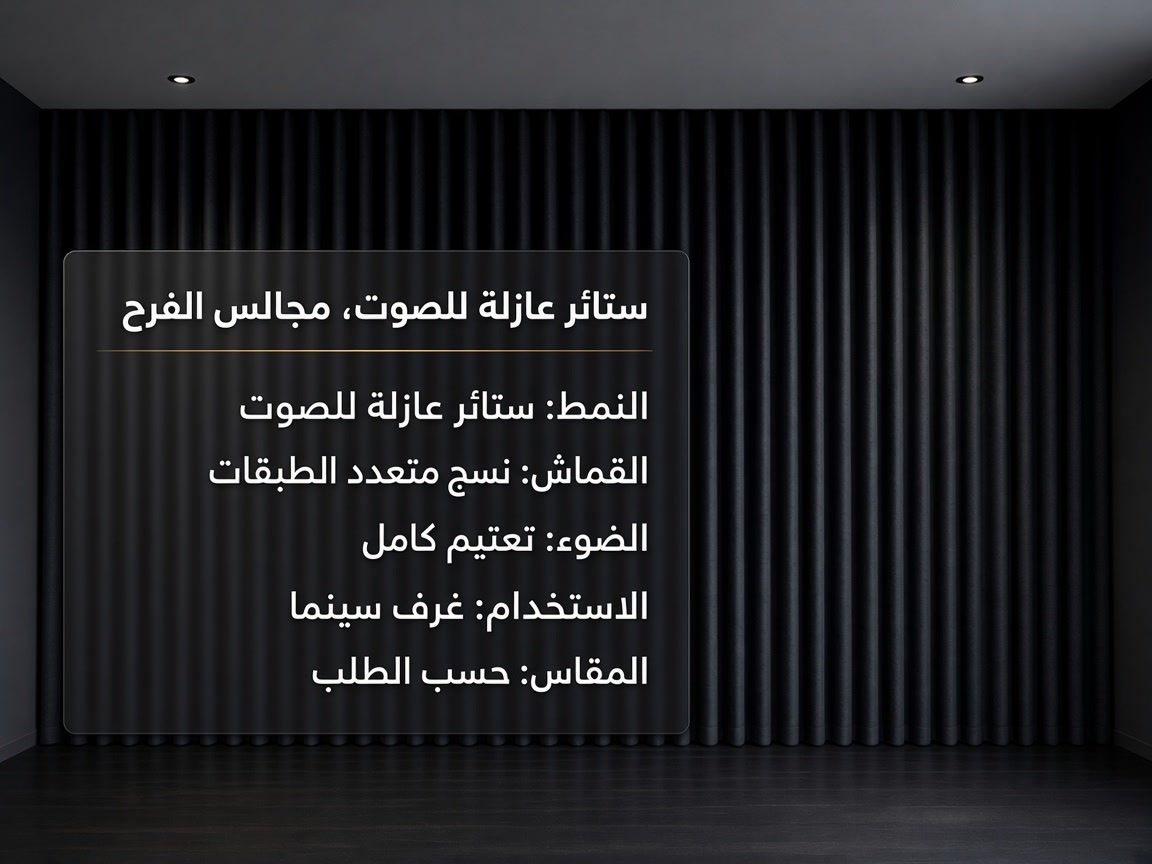 ستائر عازلة للصوت، مجالس الفرح
النمط: ستائر عازلة للصوت
القماش: نسج متعدد الطبقات
الضوء: تعتيم كامل
الاستخدام: غرف سينما
المقاس: حسب الطلب